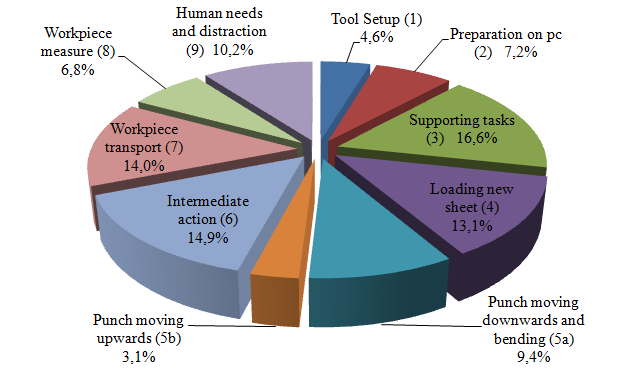 Tool Setup (1)
4,6%
Preparation on pc
(2) 7,2%
Supporting tasks
(3) 16,6%
Loading new
sheet (4)
13,1%
Punch moving
downwards and
bending (5a)
9,4%
Punch moving
upwards (5b)
3,1%
Intermediate
action (6)
14,9%
Workpiece
transport (7)
14,0%
Workpiece
measure (8)
6,8%
Human needs
and distraction
(9) 10,2%